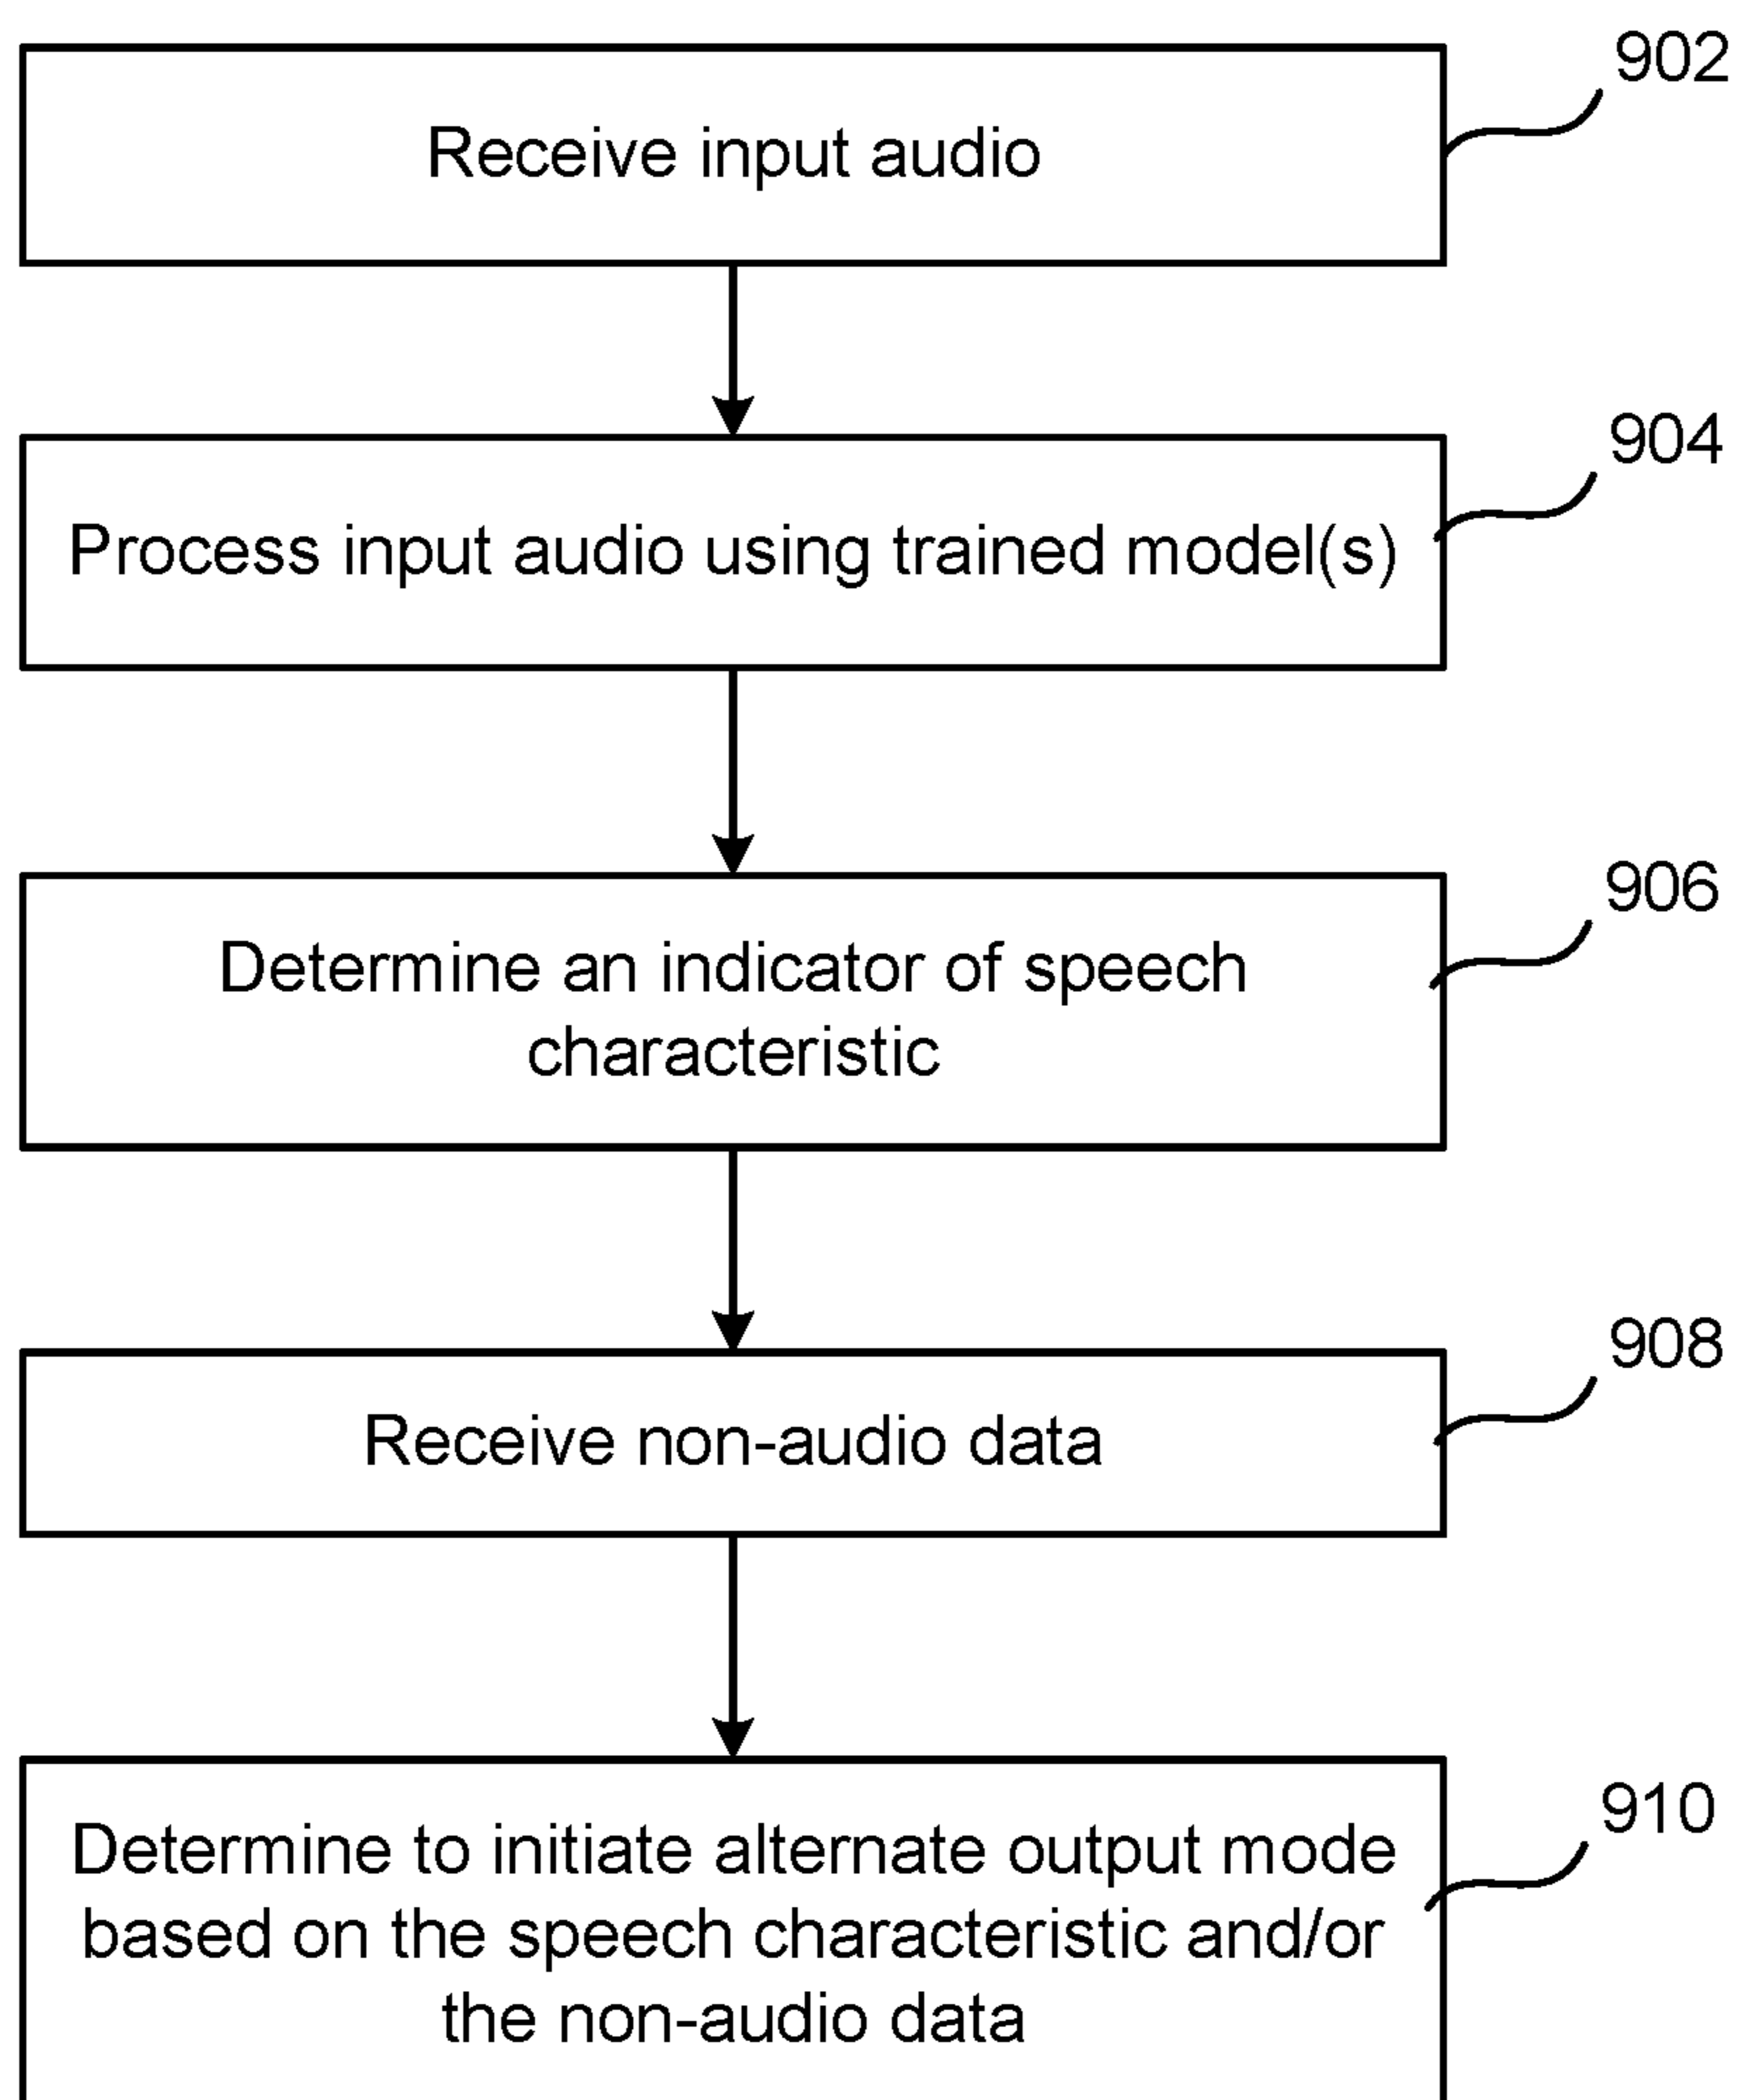 902
Receive input audio
904
Process input audio using trained model(s)
906
Determine an indicator of speech
characteristic
908
Receive non-audio data
910
Determine to initiate alternate output mode
based on the speech characteristic and/or
the non-audio data